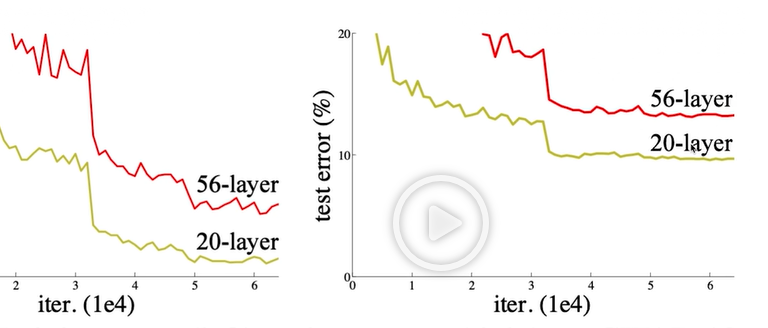 56-layer
20-layer
2 3 4 5 6
iter. (1e4)
20
10
0
test error (%)
56-layer
20-layer
0 1 2 3 4 5 6
iter. (1e4)